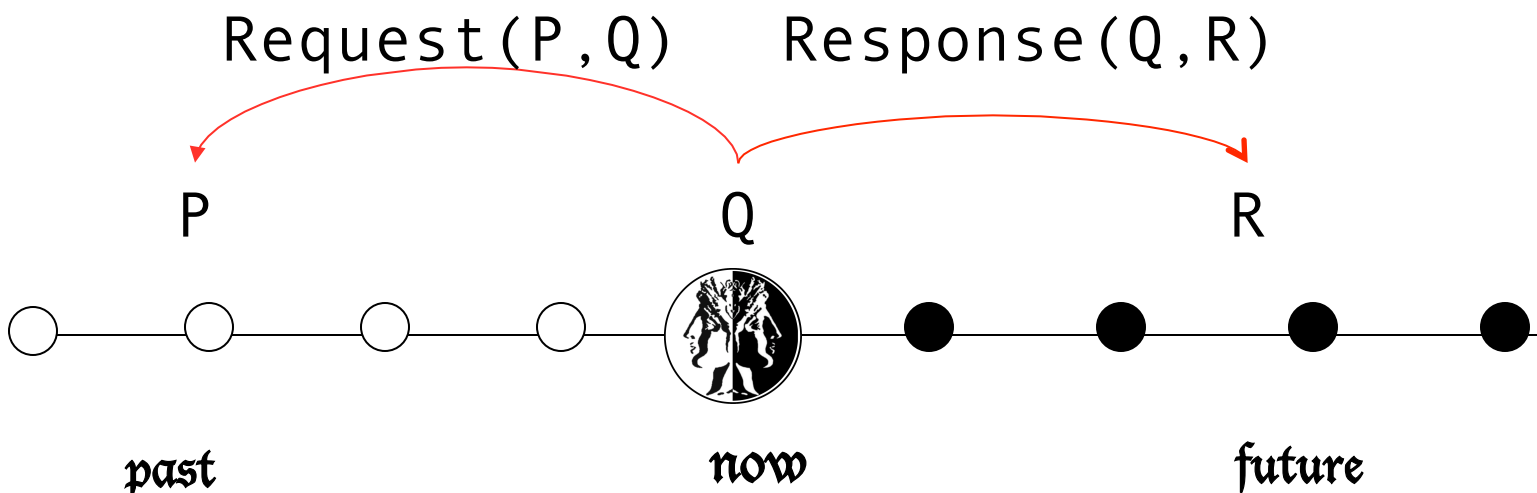 Request(P,Q) Response(Q,R)
P Q R
past now future